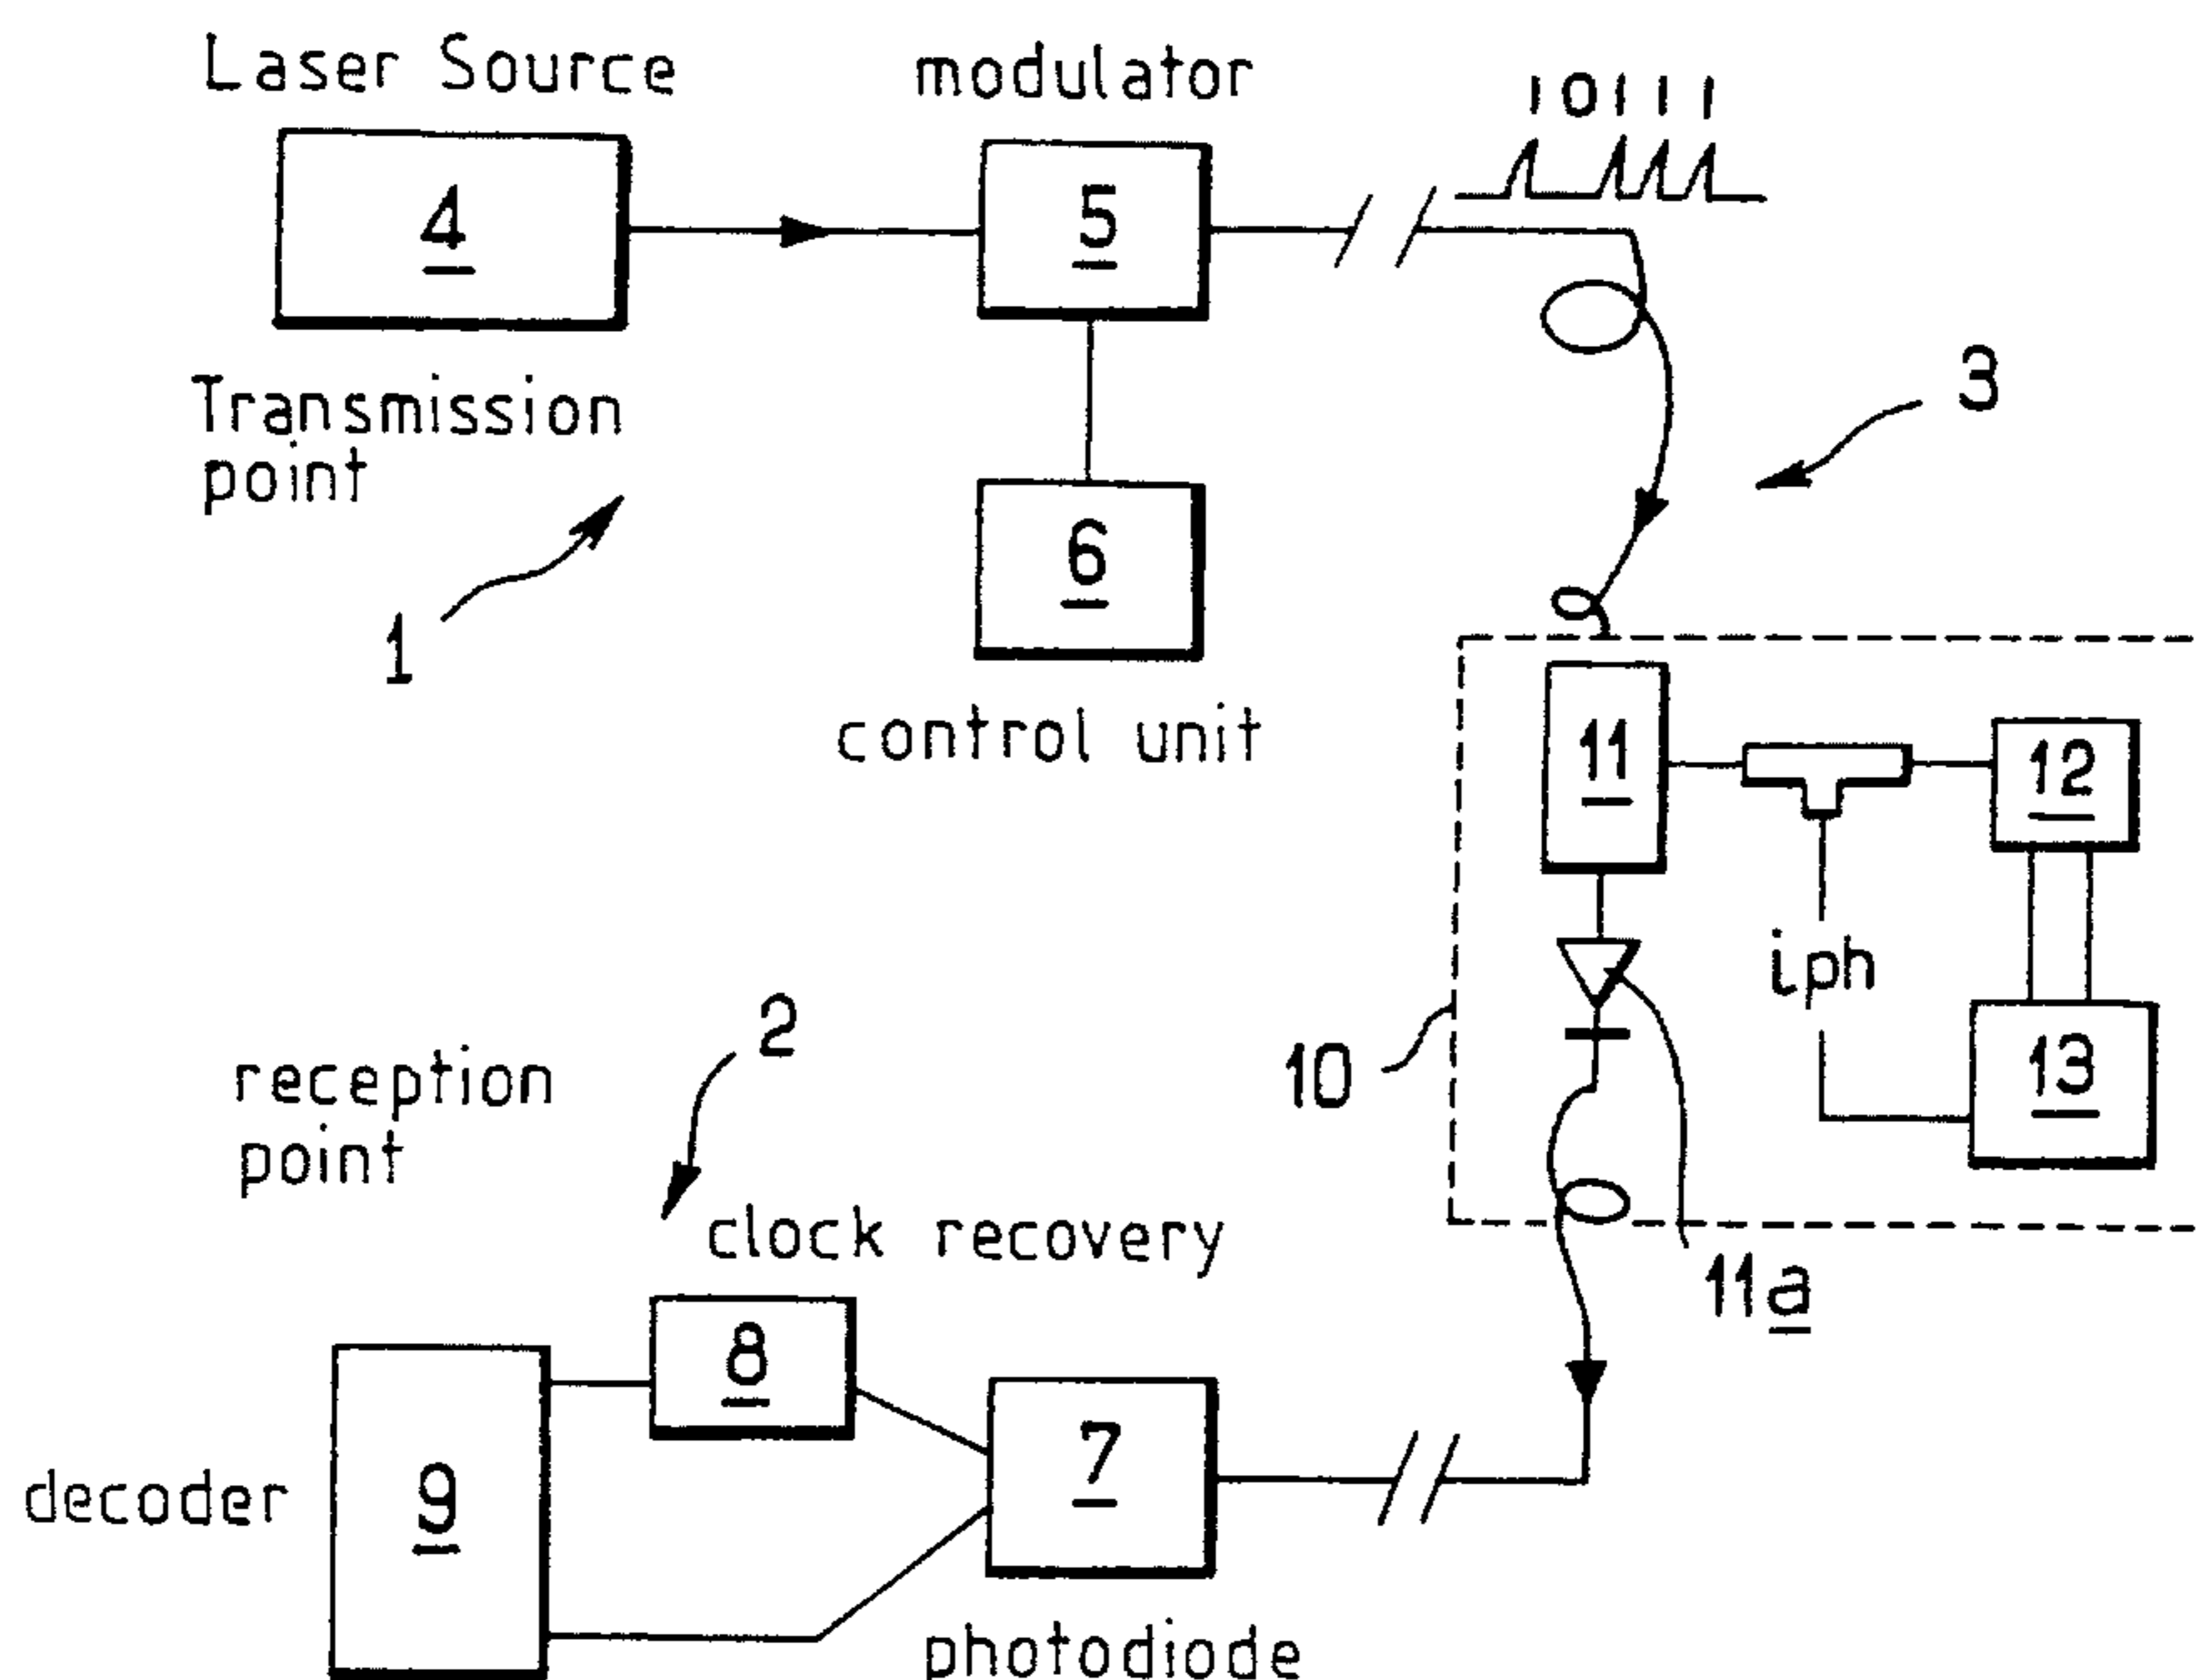 Laser Source
modulator
10111
4
5
Transmission
point
3
1
6
control unit
11
12
iph
10
13
reception
point
2
clock recovery
11a
8
decoder
9
7
photodiode